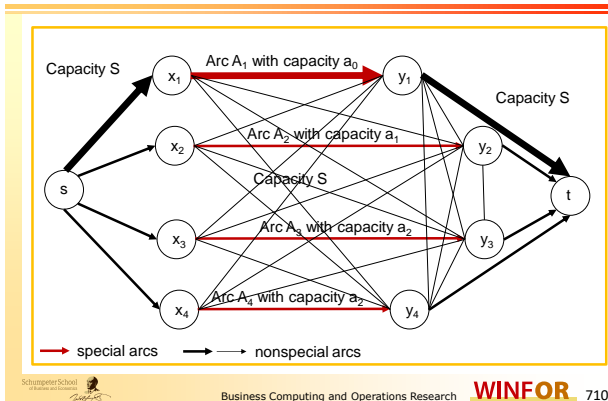 Capacity S
Arc A1 with capacity a0
Capacity S
x1
y1
Arc A2 with capacity a1
x2
y2
Capacity S
s
t
Arc A3 with capacity a2
x3
y3
Arc A4 with capacity a2
x4
y4
special arcs
nonspecial arcs
Schumpeter School
of Business and Economics
Business Computing and Operations Research WINFOR 710